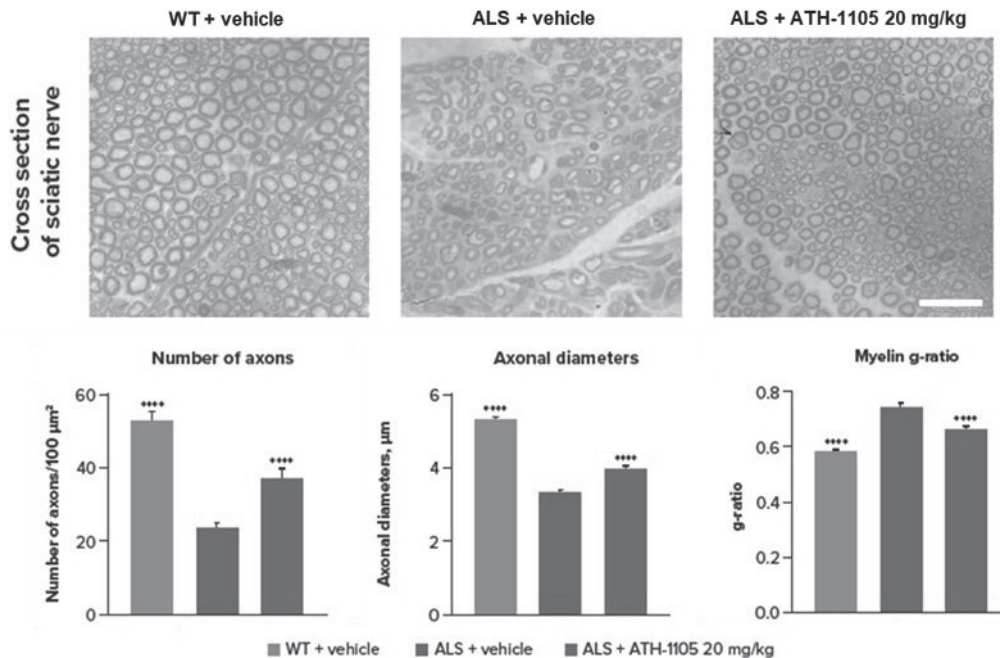 WT + vehicle
ALS + vehicle
ALS + ATH-1105 20 mg/kg
Cross section
of sciatic nerve
Number of axons
Number of axons/100 µm²
60
40
20
0
****
****
Axonal diameters
Axonal diameters, µm
6
4
2
0
****
****
Myelin g-ratio
g-ratio
0.8
0.6
0.4
0.2
0.0
****
****
WT + vehicle
ALS + vehicle
ALS + ATH-1105 20 mg/kg